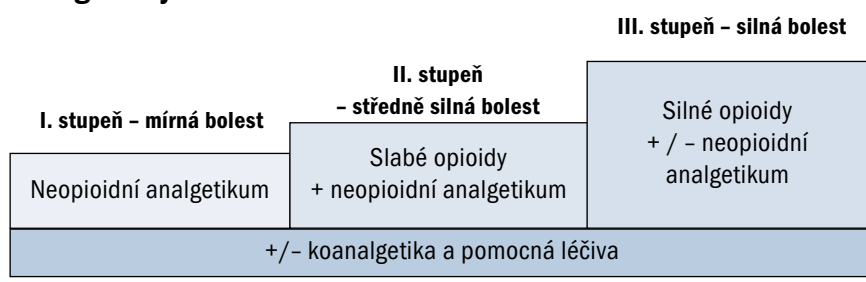 III. stupeň – silná bolest
II. stupeň
– středně silná bolest
I. stupeň – mírná bolest
Silné opioidy
+ / – neopioidní
analgetikum
Slabé opioidy
+ neopioidní analgetikum
Neopioidní analgetikum
+/– koanalgetika a pomocná léčiva